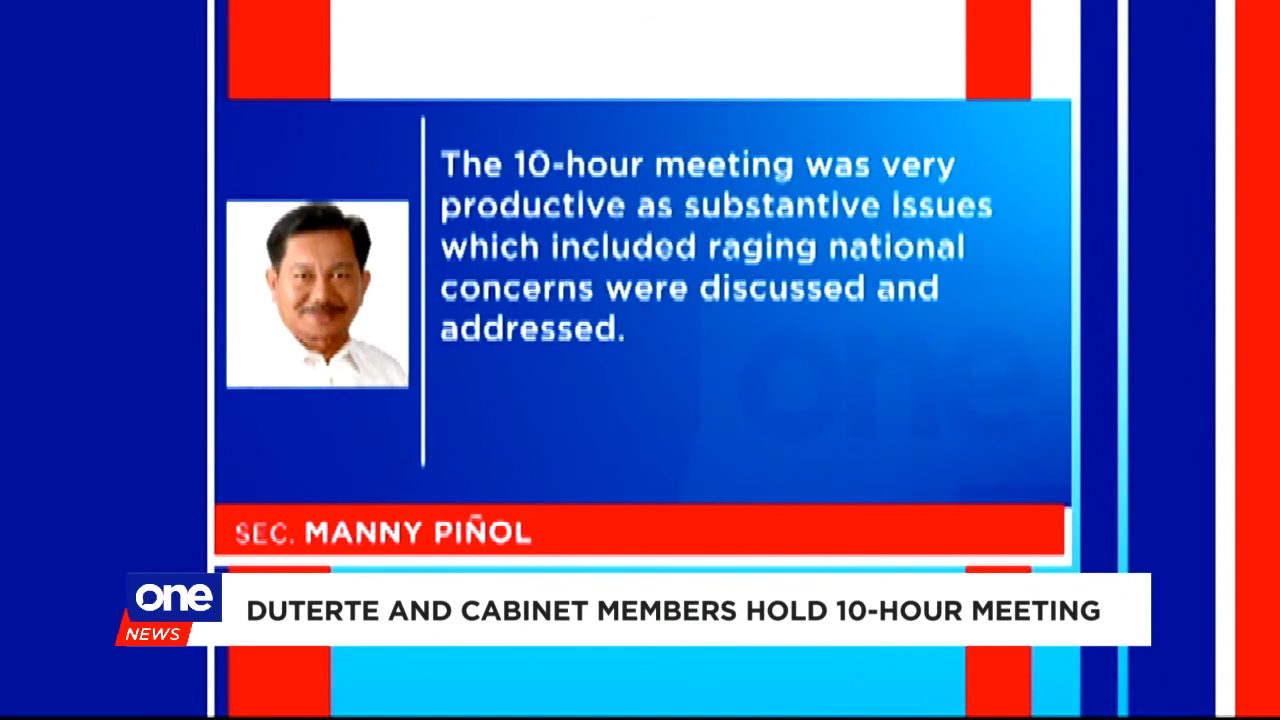 The 10-hour meeting was very
productive as substantive issues
which included raging national
concerns were discussed and
addressed.
one
SEC. MANNY PIÑOL
one
NEWS
DUTERTE AND CABINET MEMBERS HOLD 10-HOUR MEETING